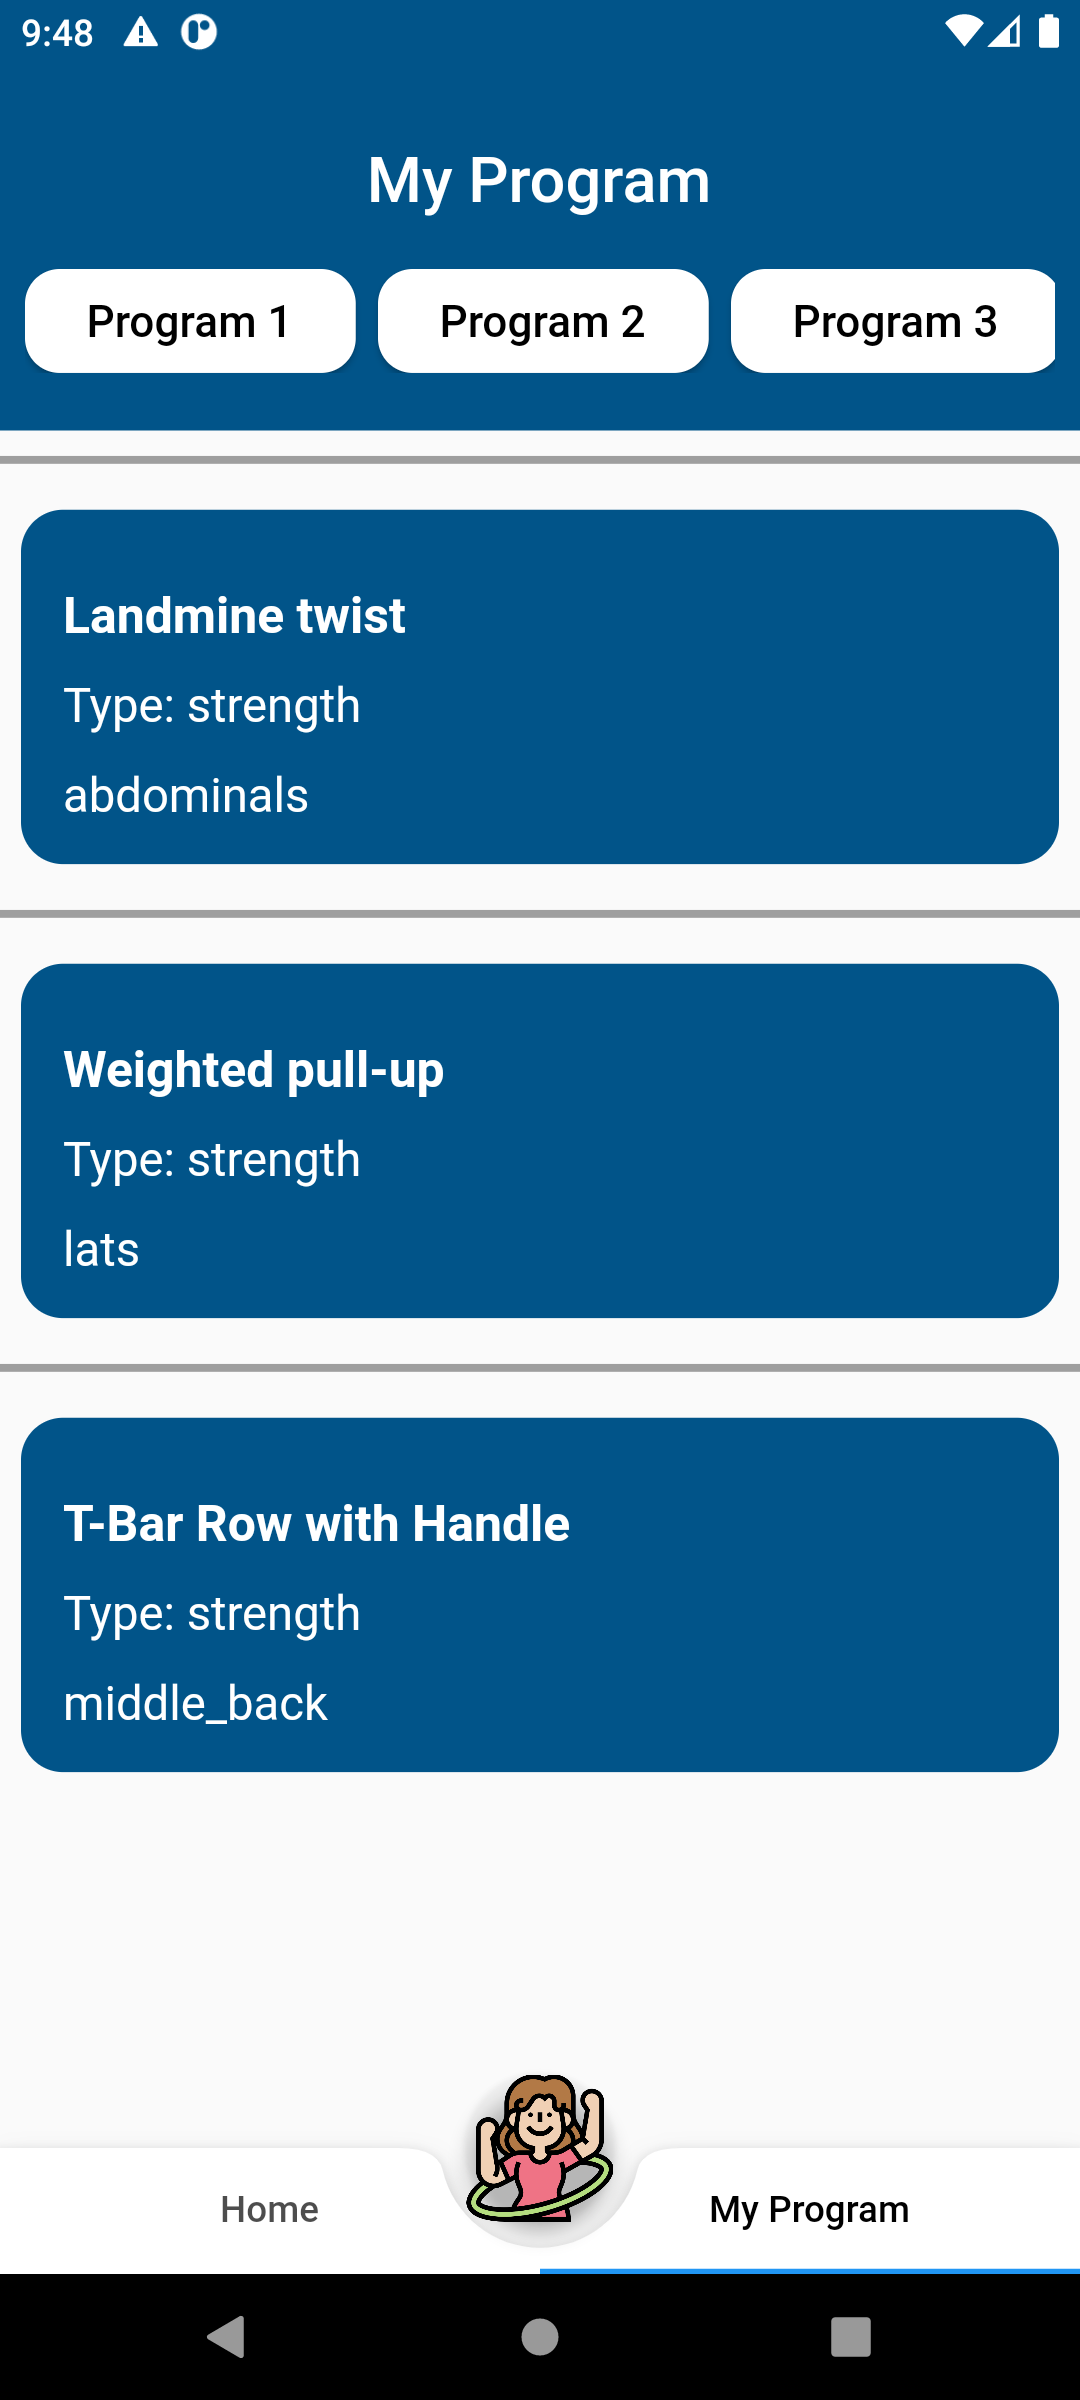 9:48
My Program
Program 1 Program 2 Program 3
Landmine twist
Type: strength
abdominals
Weighted pull-up
Type: strength
lats
T-Bar Row with Handle
Type: strength
middle_back
Home My Program